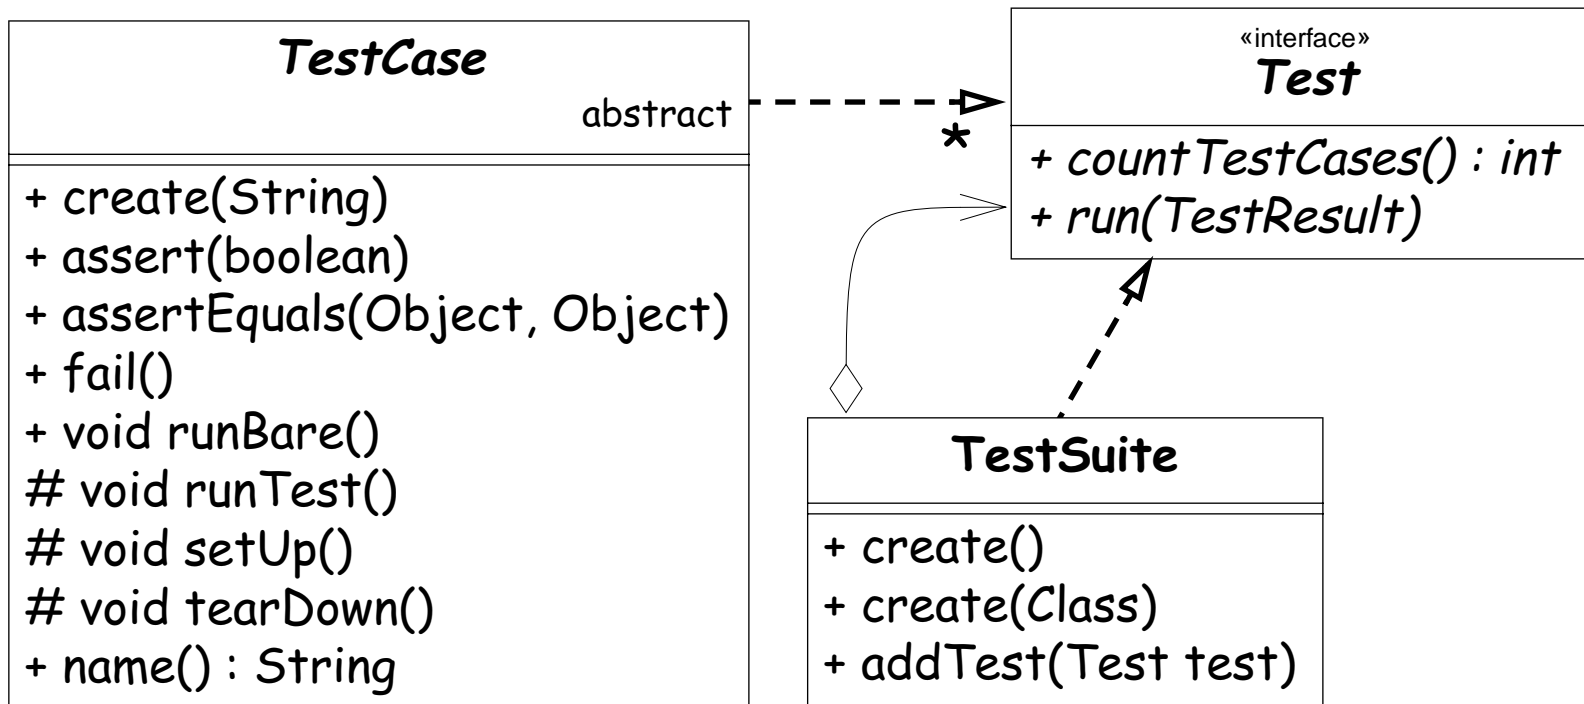 TestCase
abstract
+ create(String)
+ assert(boolean)
+ assertEquals(Object, Object)
+ fail()
+ void runBare()
# void runTest()
# void setUp()
# void tearDown()
+ name() : String
«interface»
Test
*
+ countTestCases() : int
+ run(TestResult)
TestSuite
+ create()
+ create(Class)
+ addTest(Test test)